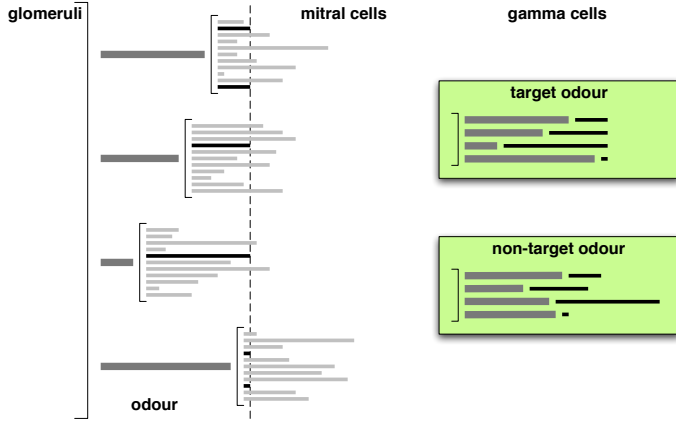 glomeruli
mitral cells
gamma cells
target odour
non-target odour
odour